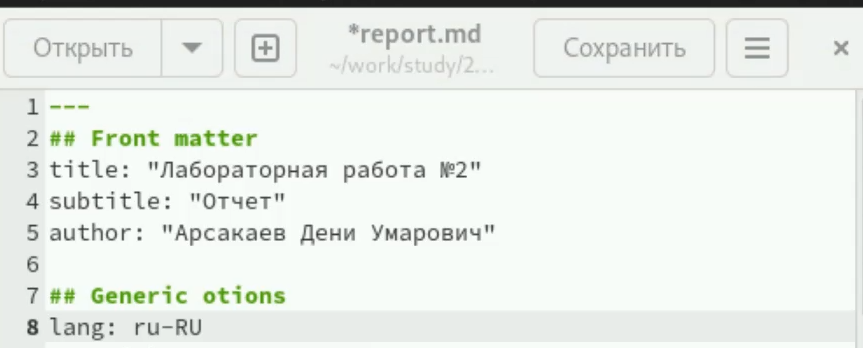 Открыть
*report.md
~/work/study/2...
Сохранить
1 ---
2 ## Front matter
3 title: "Лабораторная работа №2"
4 subtitle: "Отчет"
5 author: "Арсакаев Дени Умарович"
6
7 ## Generic otions
8 lang: ru-RU